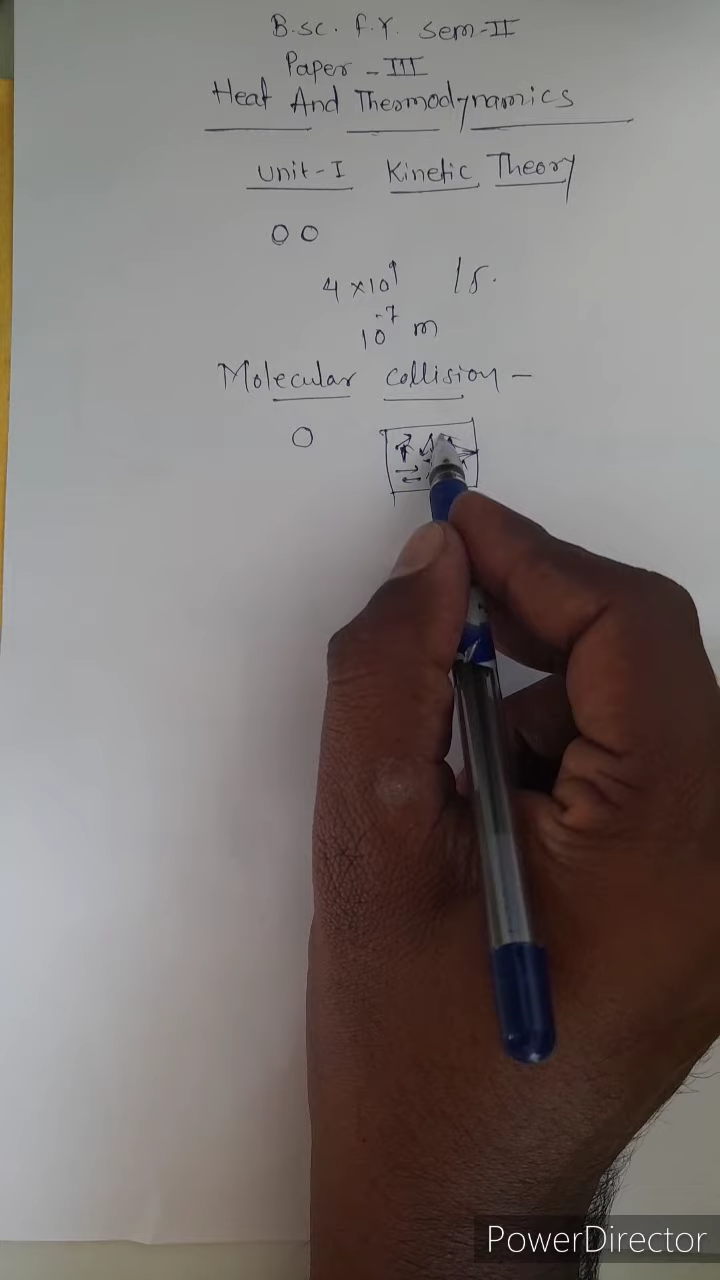 B.sc. f.Y. sem-II
Paper - III
Heat And Thermodynamics
Unit-I Kinetic Theory
4 × 10⁹ 1s.
10⁻⁷ m
Molecular Collision -
PowerDirector